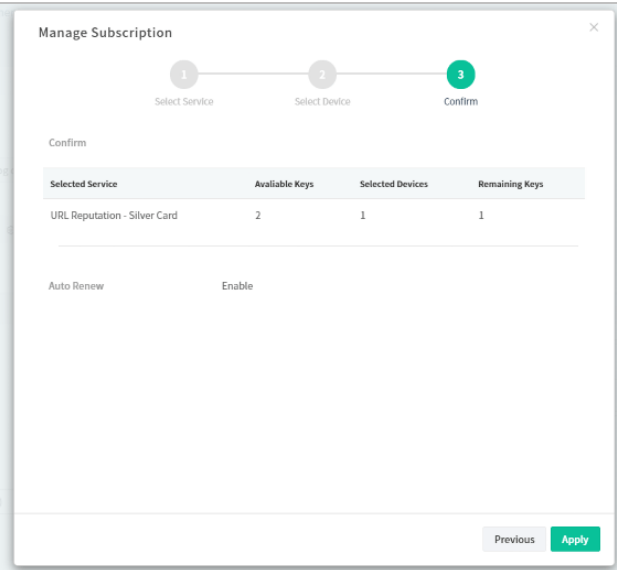 Manage Subscription
×
1 2 3
Select Service Select Device Confirm
Confirm
Selected Service Avaliable Keys Selected Devices Remaining Keys
URL Reputation - Silver Card 2 1 1
Auto Renew Enable
Previous Apply